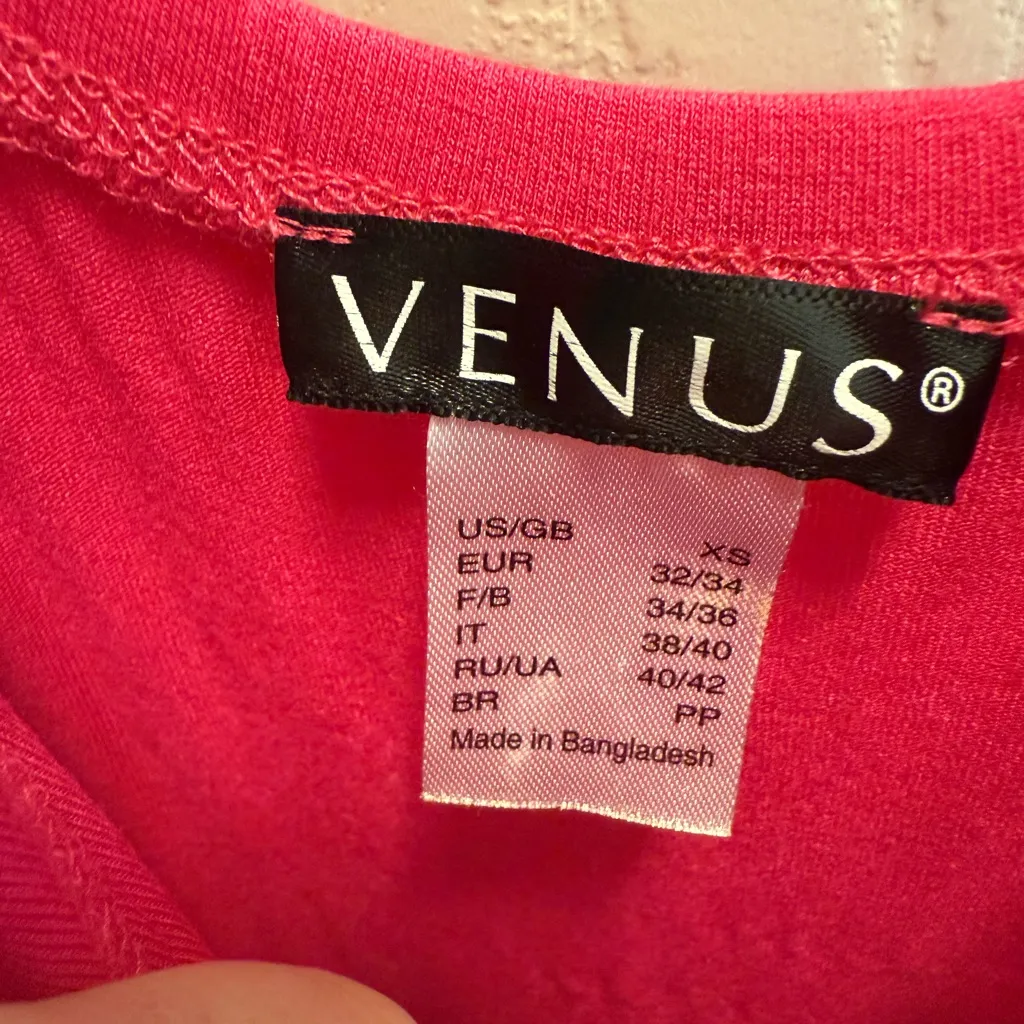 VENUS®
US/GB XS
EUR 32/34
F/B 34/36
IT 38/40
RU/UA 40/42
BR PP
Made in Bangladesh